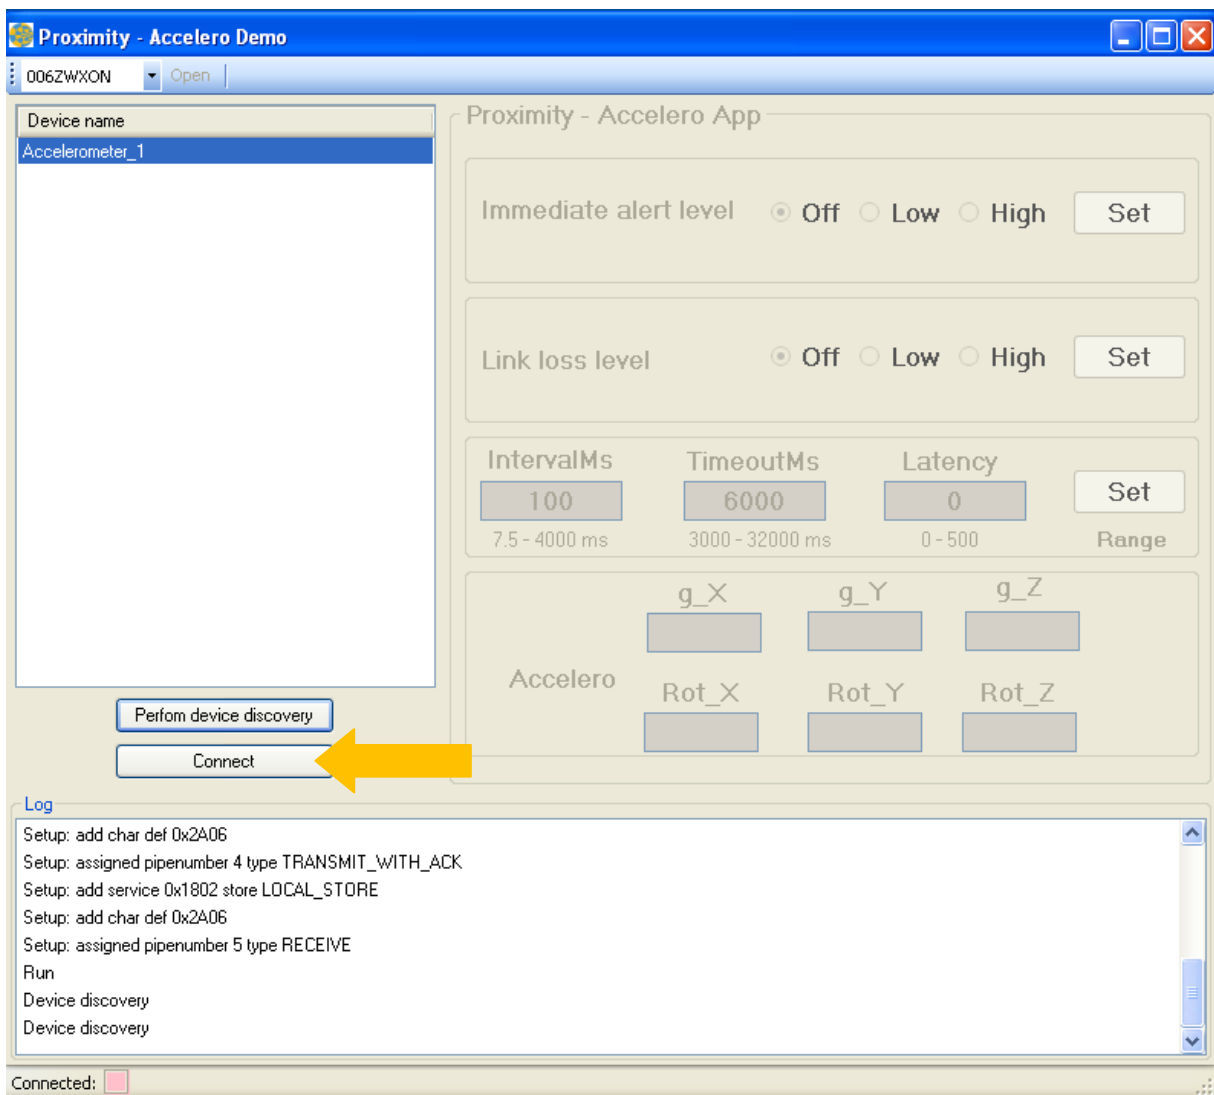 Proximity - Accelero Demo
006ZWXON Open
Device name
Accelerometer_1
Proximity - Accelero App
Immediate alert level Off Low High Set
Link loss level Off Low High Set
IntervalMs TimeoutMs Latency
100 6000 0 Set
7.5 - 4000 ms 3000 - 32000 ms 0 - 500 Range
g_X g_Y g_Z
Accelero
Rot_X Rot_Y Rot_Z
Perfom device discovery
Connect
Log
Setup: add char def 0x2A06
Setup: assigned pipenumber 4 type TRANSMIT_WITH_ACK
Setup: add service 0x1802 store LOCAL_STORE
Setup: add char def 0x2A06
Setup: assigned pipenumber 5 type RECEIVE
Run
Device discovery
Device discovery
Connected: